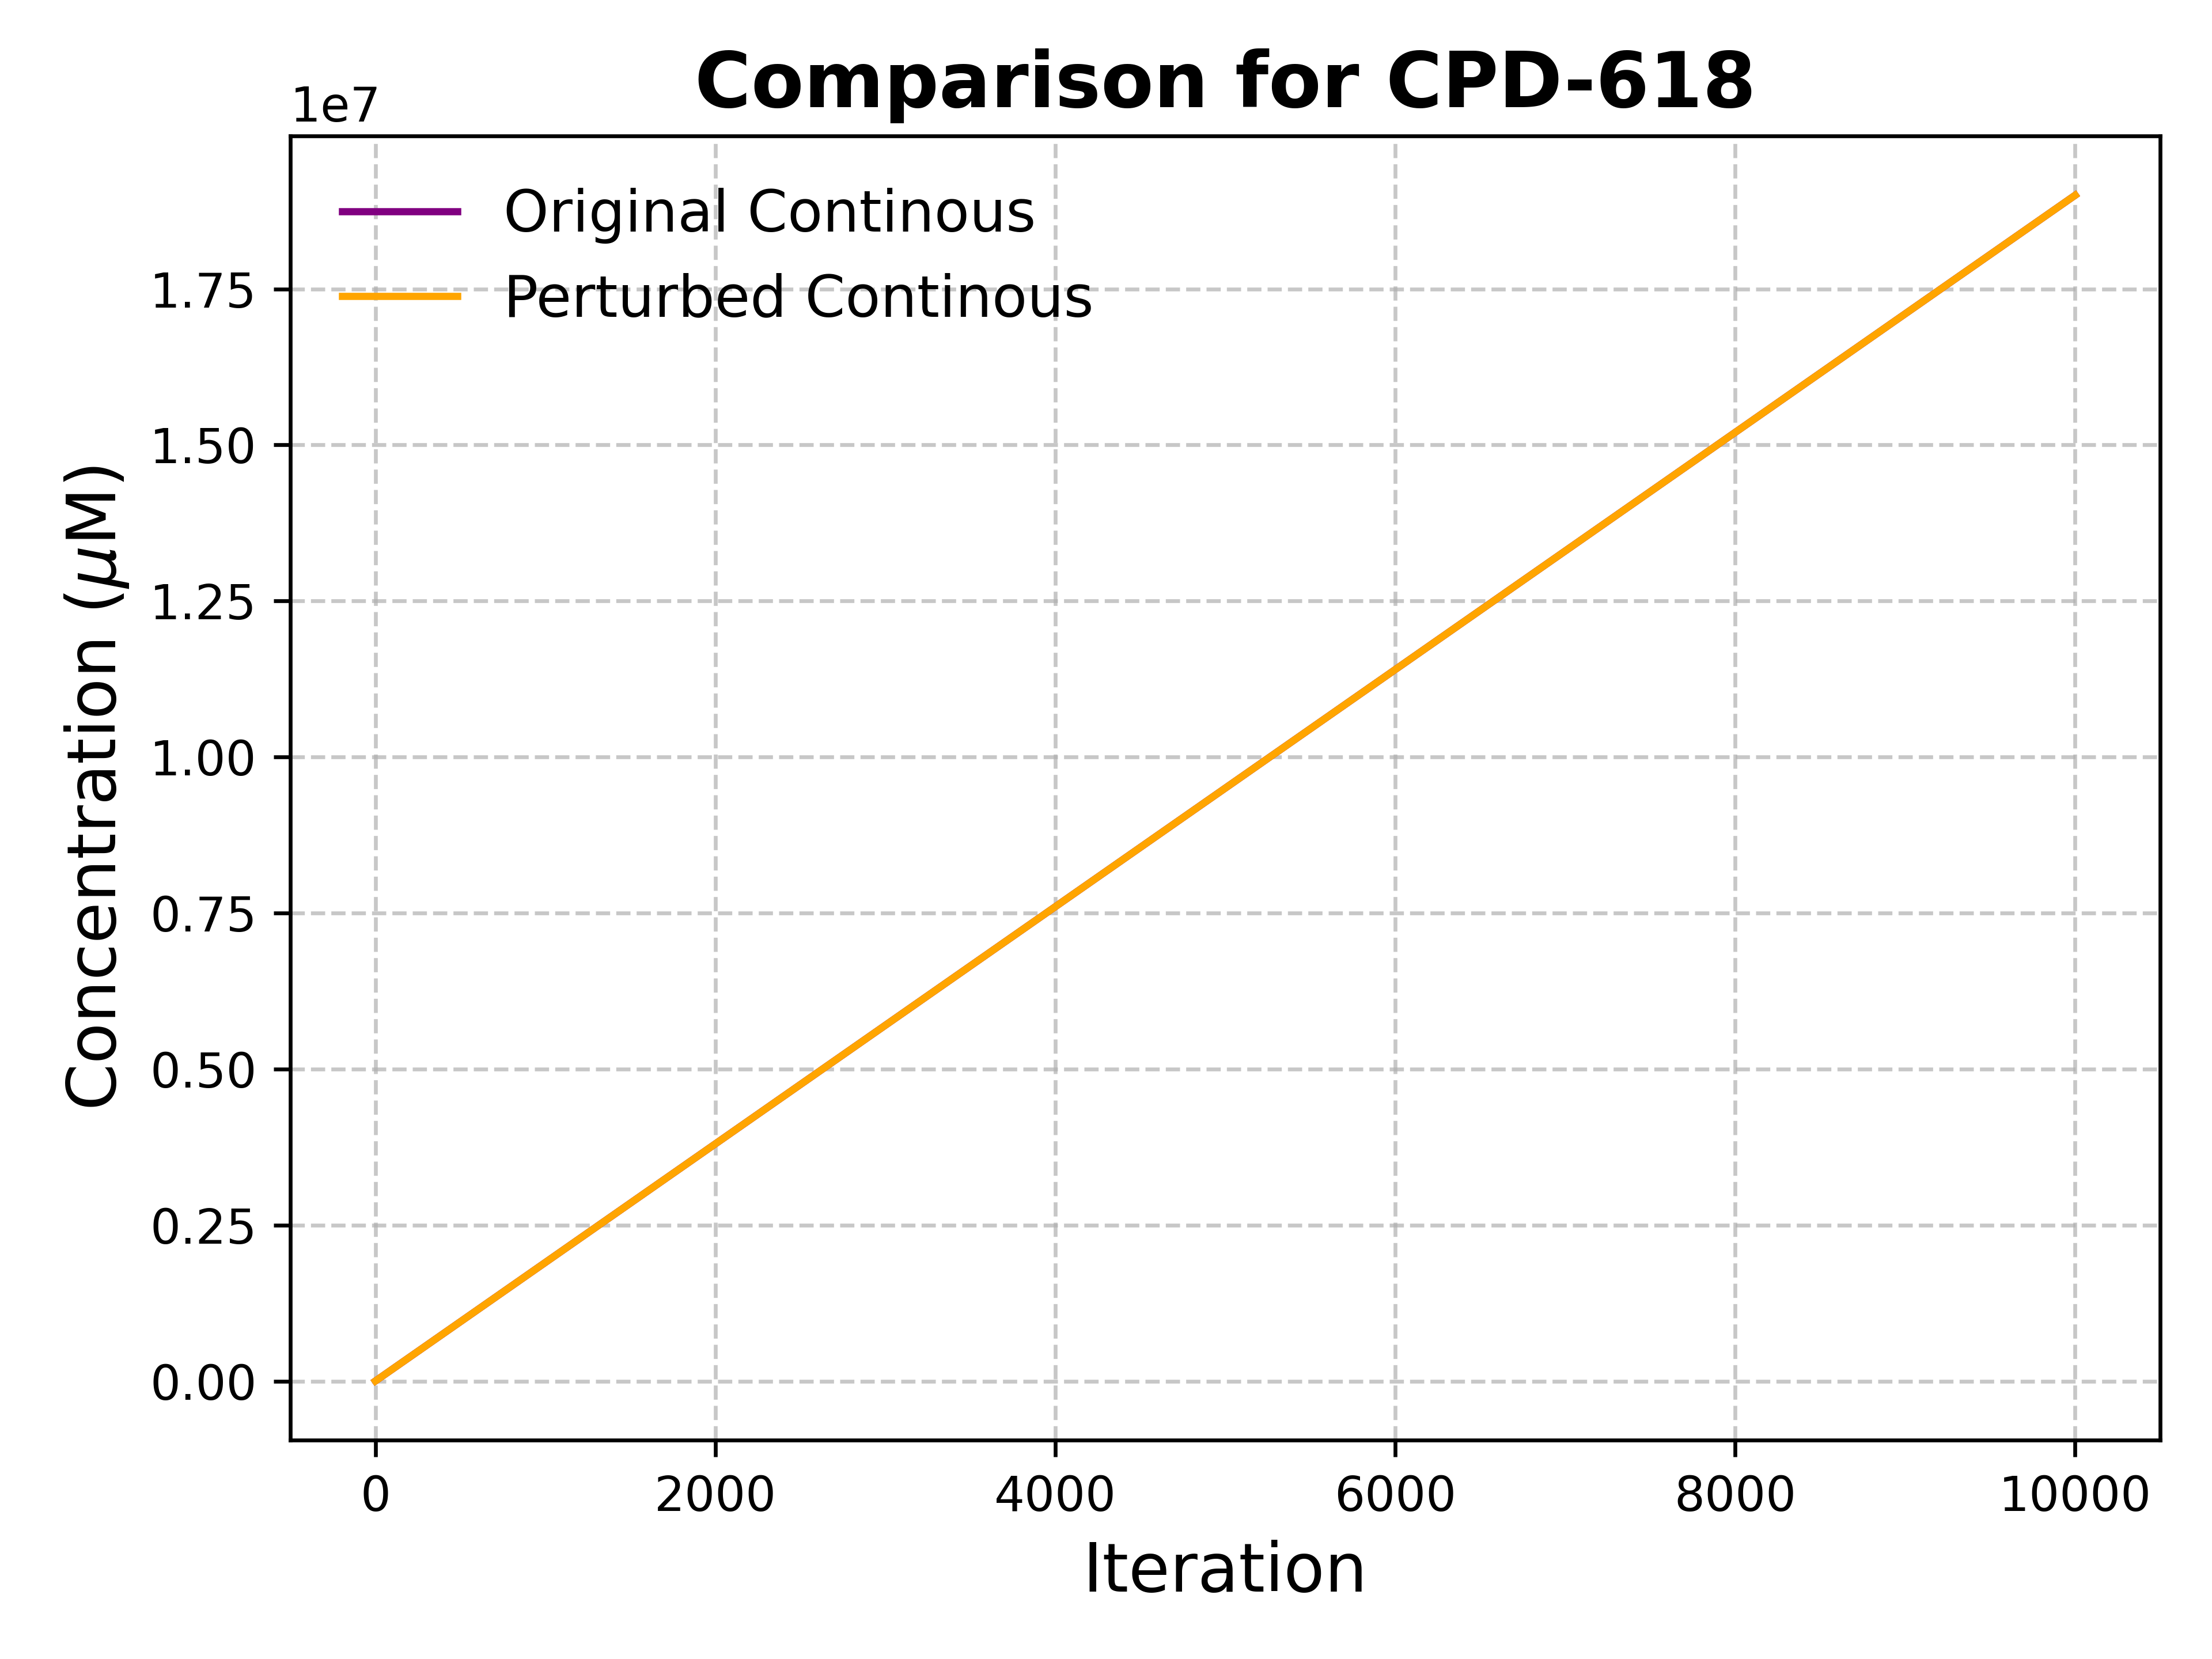 Comparison for CPD-618
1e7
Original Continous
Perturbed Continous
1.75
1.50
1.25
1.00
0.75
0.50
0.25
0.00
Concentration (μM)
0 2000 4000 6000 8000 10000
Iteration